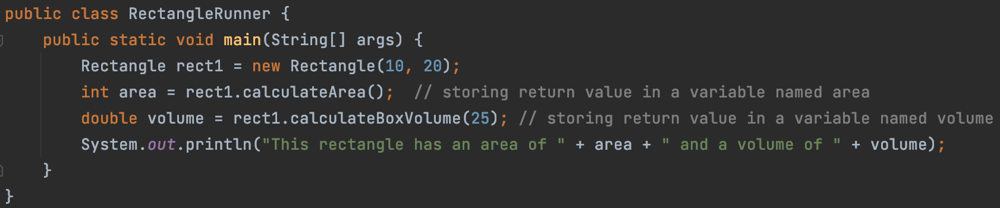 public class RectangleRunner {
    public static void main(String[] args) {
        Rectangle rect1 = new Rectangle(10, 20);
        int area = rect1.calculateArea();  // storing return value in a variable named area
        double volume = rect1.calculateBoxVolume(25); // storing return value in a variable named volume
        System.out.println("This rectangle has an area of " + area + " and a volume of " + volume);
    }
}